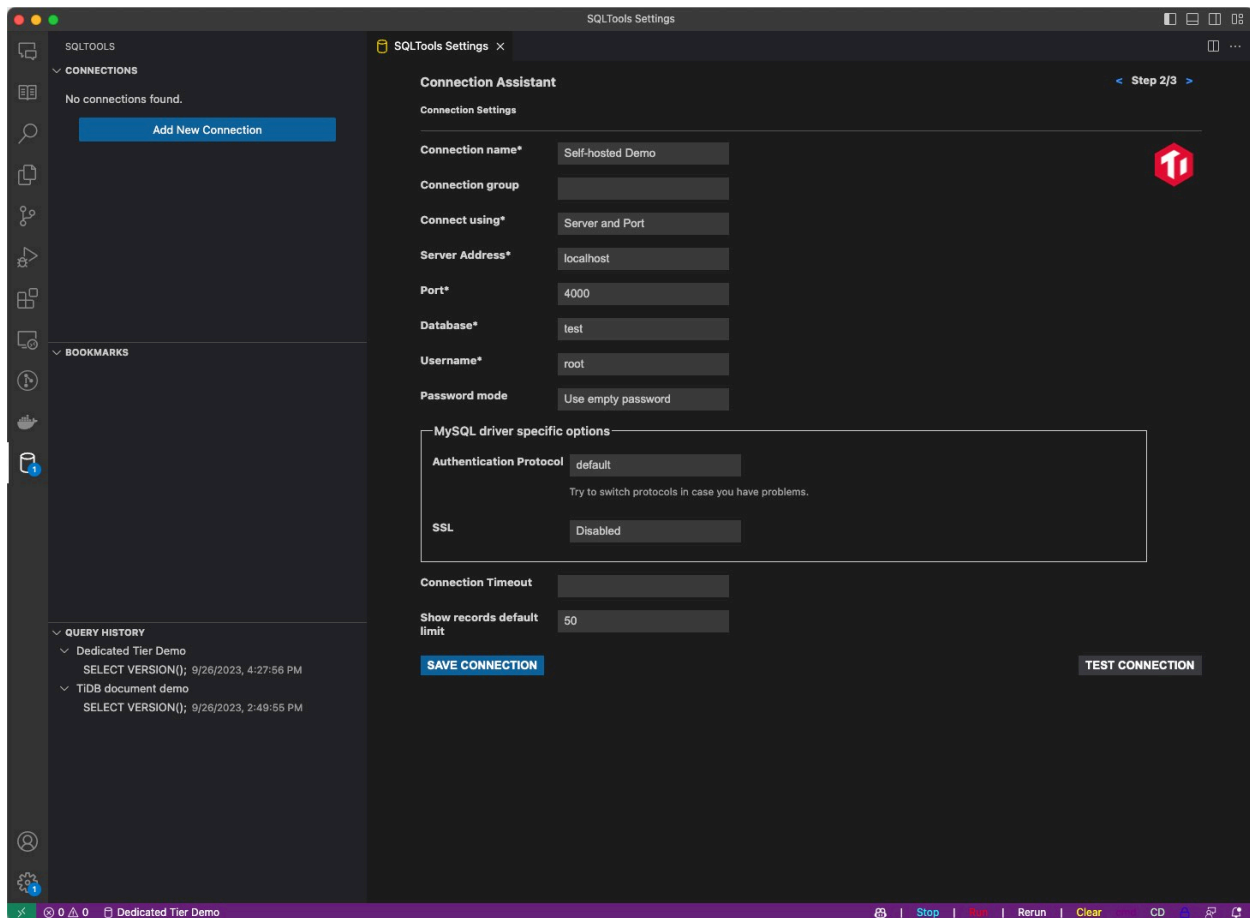 SQLTools Settings
SQLTOOLS
CONNECTIONS
No connections found.
Add New Connection
BOOKMARKS
QUERY HISTORY
Dedicated Tier Demo
SELECT VERSION(); 9/26/2023, 4:27:56 PM
TiDB document demo
SELECT VERSION(); 9/26/2023, 2:49:55 PM
SQLTools Settings
Connection Assistant
< Step 2/3 >
Connection Settings
Connection name* Self-hosted Demo
Connection group
Connect using* Server and Port
Server Address* localhost
Port* 4000
Database* test
Username* root
Password mode Use empty password
MySQL driver specific options
Authentication Protocol default
Try to switch protocols in case you have problems.
SSL Disabled
Connection Timeout
Show records default
limit 50
SAVE CONNECTION TEST CONNECTION
1
1
0 0 Dedicated Tier Demo | Stop | Run | Rerun | Clear CD